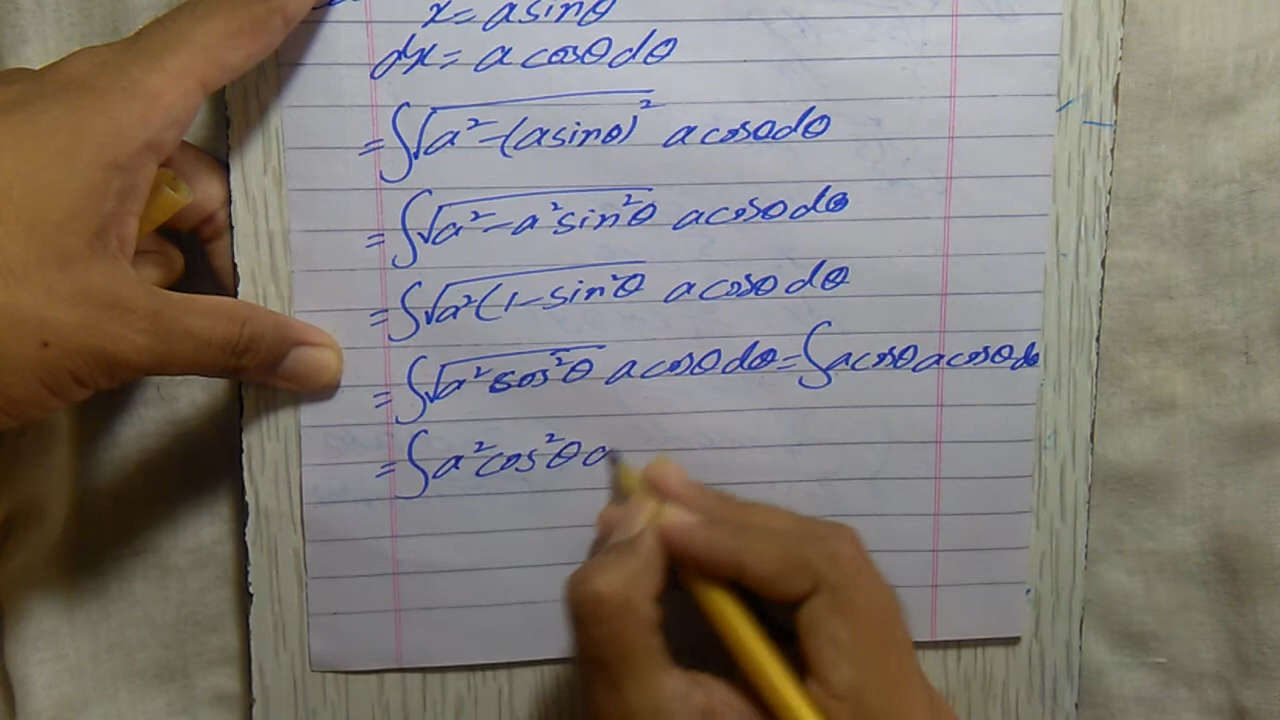 x = a sinθ
dx = a cosθ dθ
= ∫√a² - (a sinθ)² a cosθ dθ
= ∫√a² - a² sin²θ a cosθ dθ
= ∫√a² (1 - sin²θ a cosθ dθ
= ∫√a² cos²θ a cosθ dθ = ∫ a cosθ a cosθ dθ
= ∫ a² cos²θ